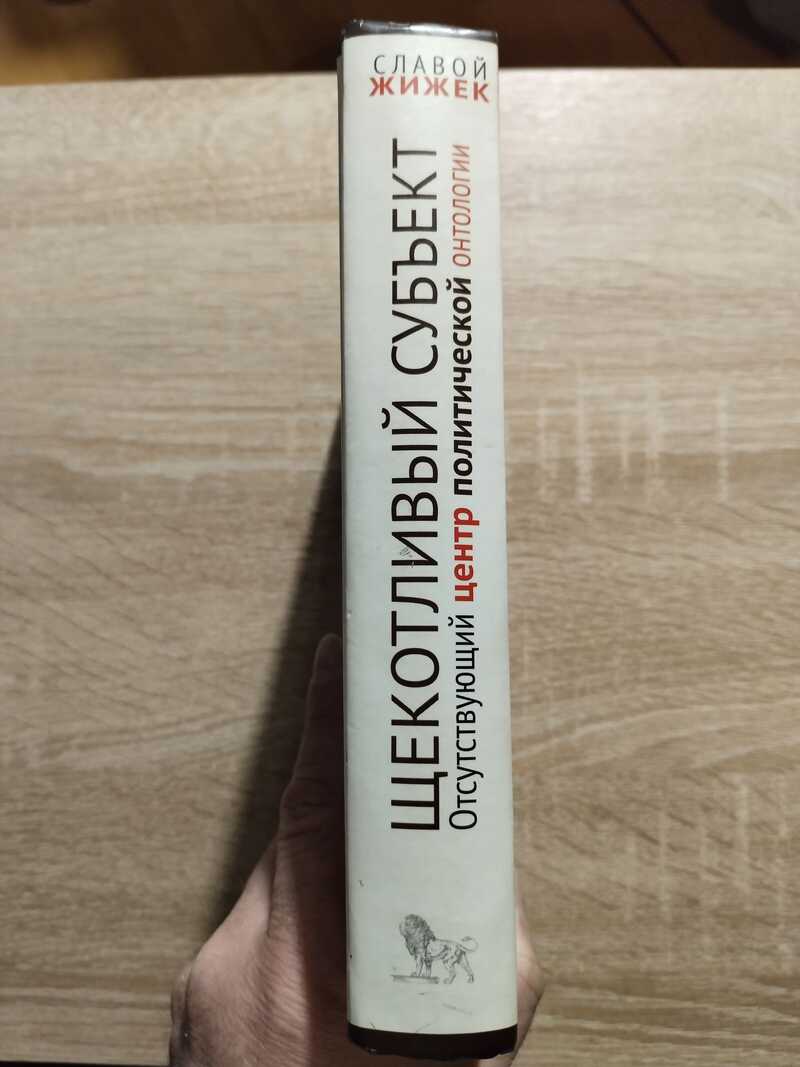 СЛАВОЙ
ЖИЖЕК
ЩЕКОТЛИВЫЙ СУБЪЕКТ
Отсутствующий центр политической онтологии